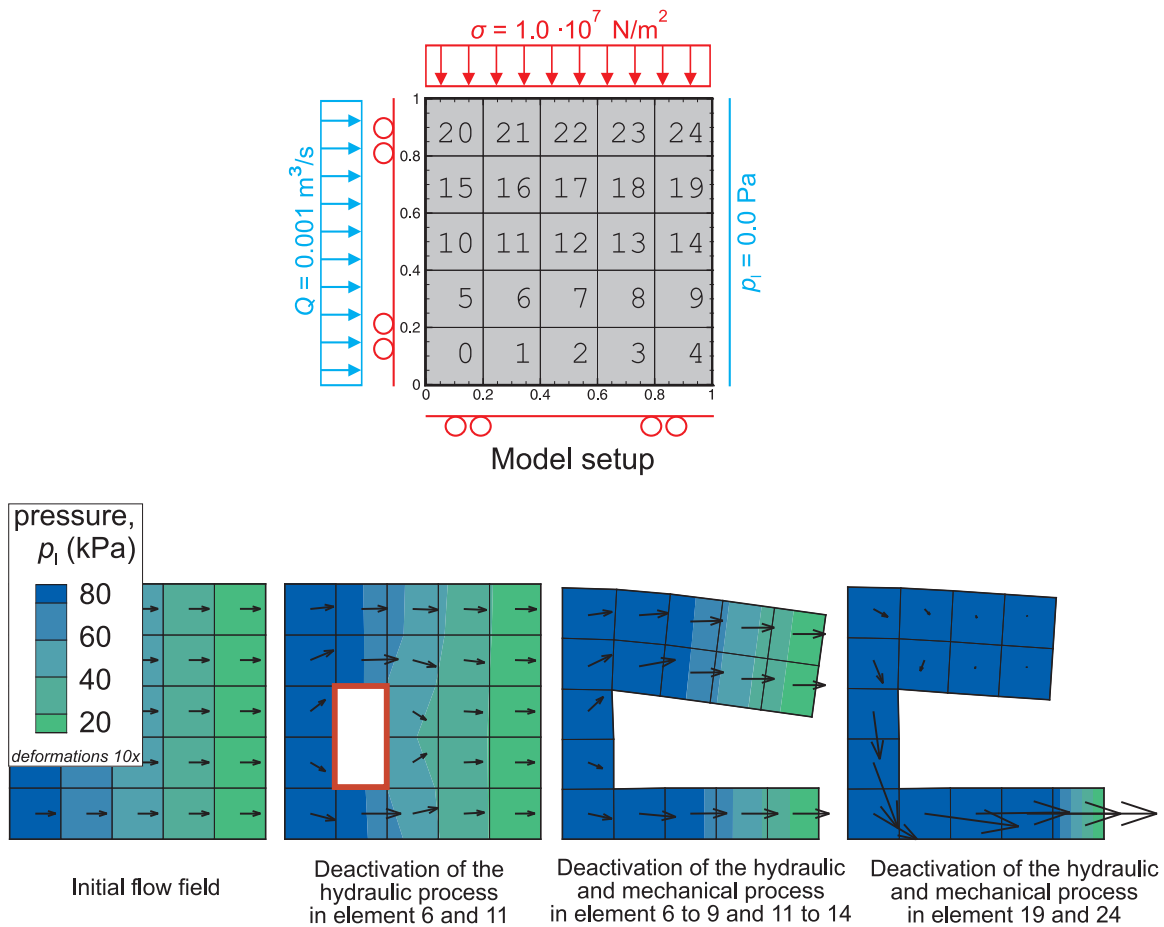 σ = 1.0 ·10⁷ N/m²
Q = 0.001 m³/s
pₗ = 0.0 Pa
1
0.8
0.6
0.4
0.2
0
20 21 22 23 24
15 16 17 18 19
10 11 12 13 14
5 6 7 8 9
0 1 2 3 4
0 0.2 0.4 0.6 0.8 1
Model setup
pressure,
pₗ (kPa)
80
60
40
20
deformations 10x
Initial flow field
Deactivation of the
hydraulic process
in element 6 and 11
Deactivation of the hydraulic
and mechanical process
in element 6 to 9 and 11 to 14
Deactivation of the hydraulic
and mechanical process
in element 19 and 24